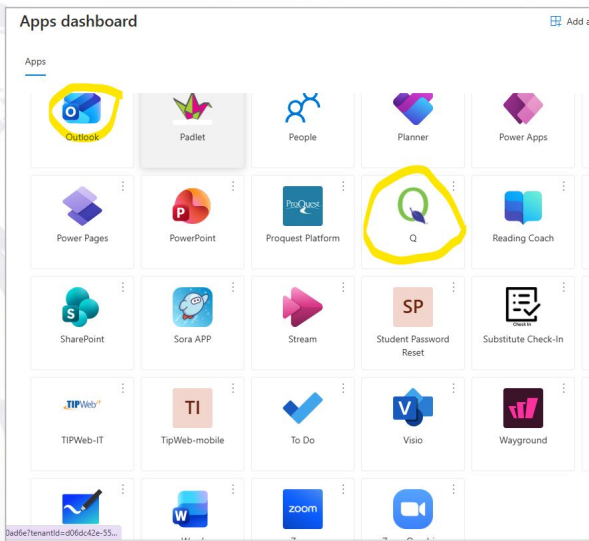 Apps dashboard
Add a
Apps
Outlook
Padlet
People
Planner
Power Apps
ProQuest
Power Pages
PowerPoint
Proquest Platform
Q
Reading Coach
SP
Check In
SharePoint
Sora APP
Stream
Student Password
Reset
Substitute Check-In
TIPWeb
TI
TIPWeb-IT
TipWeb-mobile
To Do
Visio
Wayground
zoom
0ad6e?tenantId=d06dc42e-55...